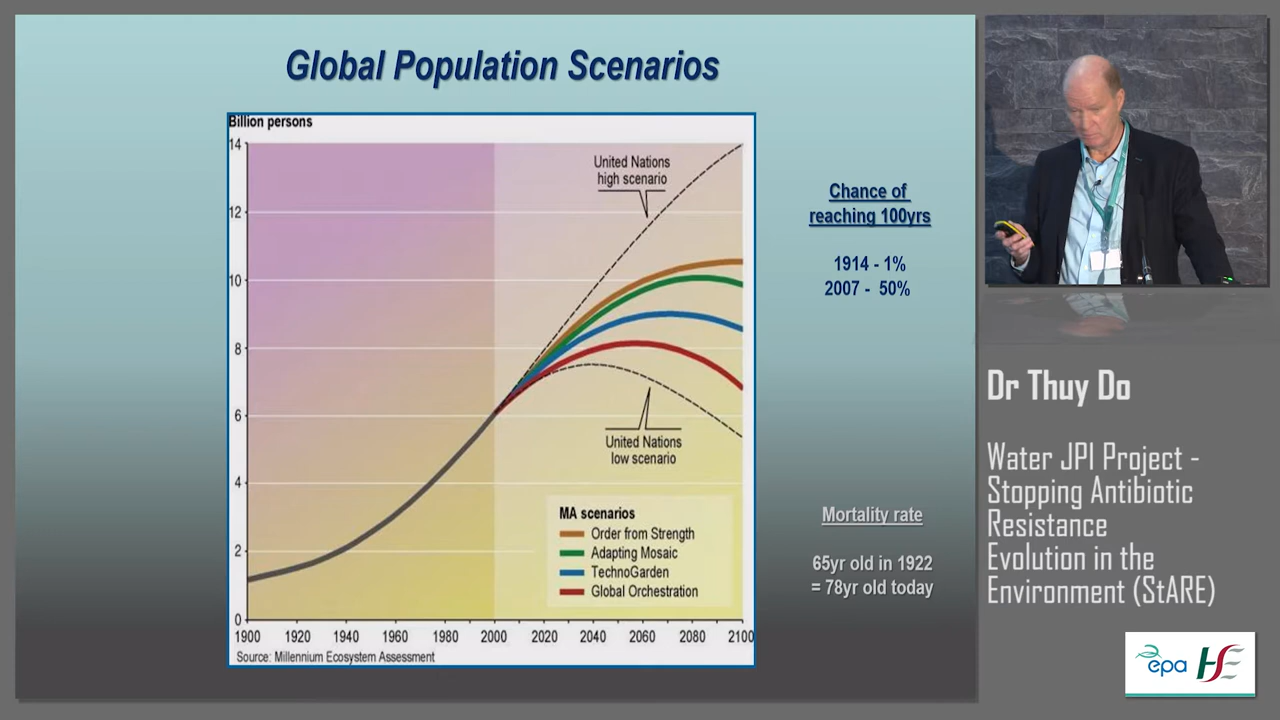 Global Population Scenarios
Billion persons
14
12
10
8
6
4
2
0
1900 1920 1940 1960 1980 2000 2020 2040 2060 2080 2100
United Nations
high scenario
United Nations
low scenario
MA scenarios
Order from Strength
Adapting Mosaic
TechnoGarden
Global Orchestration
Source: Millennium Ecosystem Assessment
Chance of
reaching 100yrs
1914 - 1%
2007 - 50%
Mortality rate
65yr old in 1922
= 78yr old today
Dr Thuy Do
Water JPI Project -
Stopping Antibiotic
Resistance
Evolution in the
Environment (StARE)
epa HSE